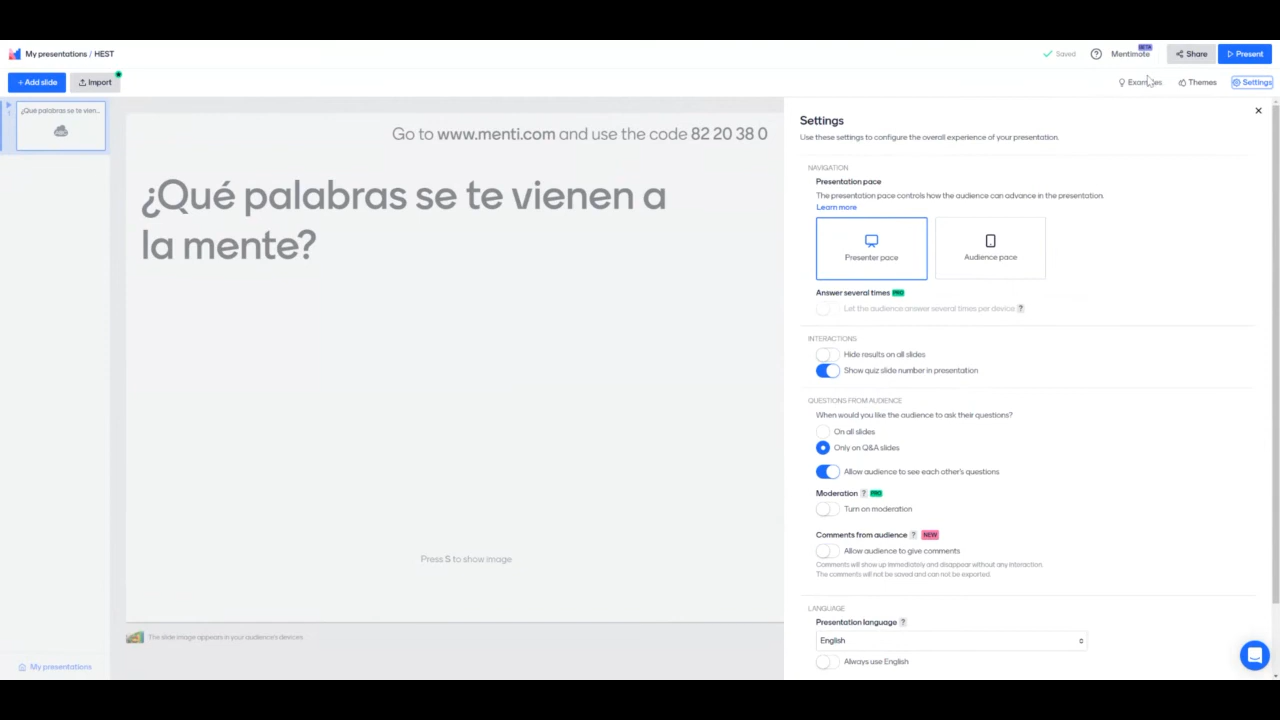 My presentations / HEST
Saved
Mentimote
BETA
Share
Present
+ Add slide
Import
Examples
Themes
Settings
¿Qué palabras se te vien...
Go to www.menti.com and use the code 82 20 38 0
¿Qué palabras se te vienen a
la mente?
Press S to show image
The slide image appears in your audience's devices
My presentations
Settings
Use these settings to configure the overall experience of your presentation.
NAVIGATION
Presentation pace
The presentation pace controls how the audience can advance in the presentation.
Learn more
Presenter pace
Audience pace
Answer several times PRO
Let the audience answer several times per device ?
INTERACTIONS
Hide results on all slides
Show quiz slide number in presentation
QUESTIONS FROM AUDIENCE
When would you like the audience to ask their questions?
On all slides
Only on Q&A slides
Allow audience to see each other's questions
Moderation ? PRO
Turn on moderation
Comments from audience ? NEW
Allow audience to give comments
Comments will show up immediately and disappear without any interaction.
The comments will not be saved and can not be exported.
LANGUAGE
Presentation language ?
English
Always use English